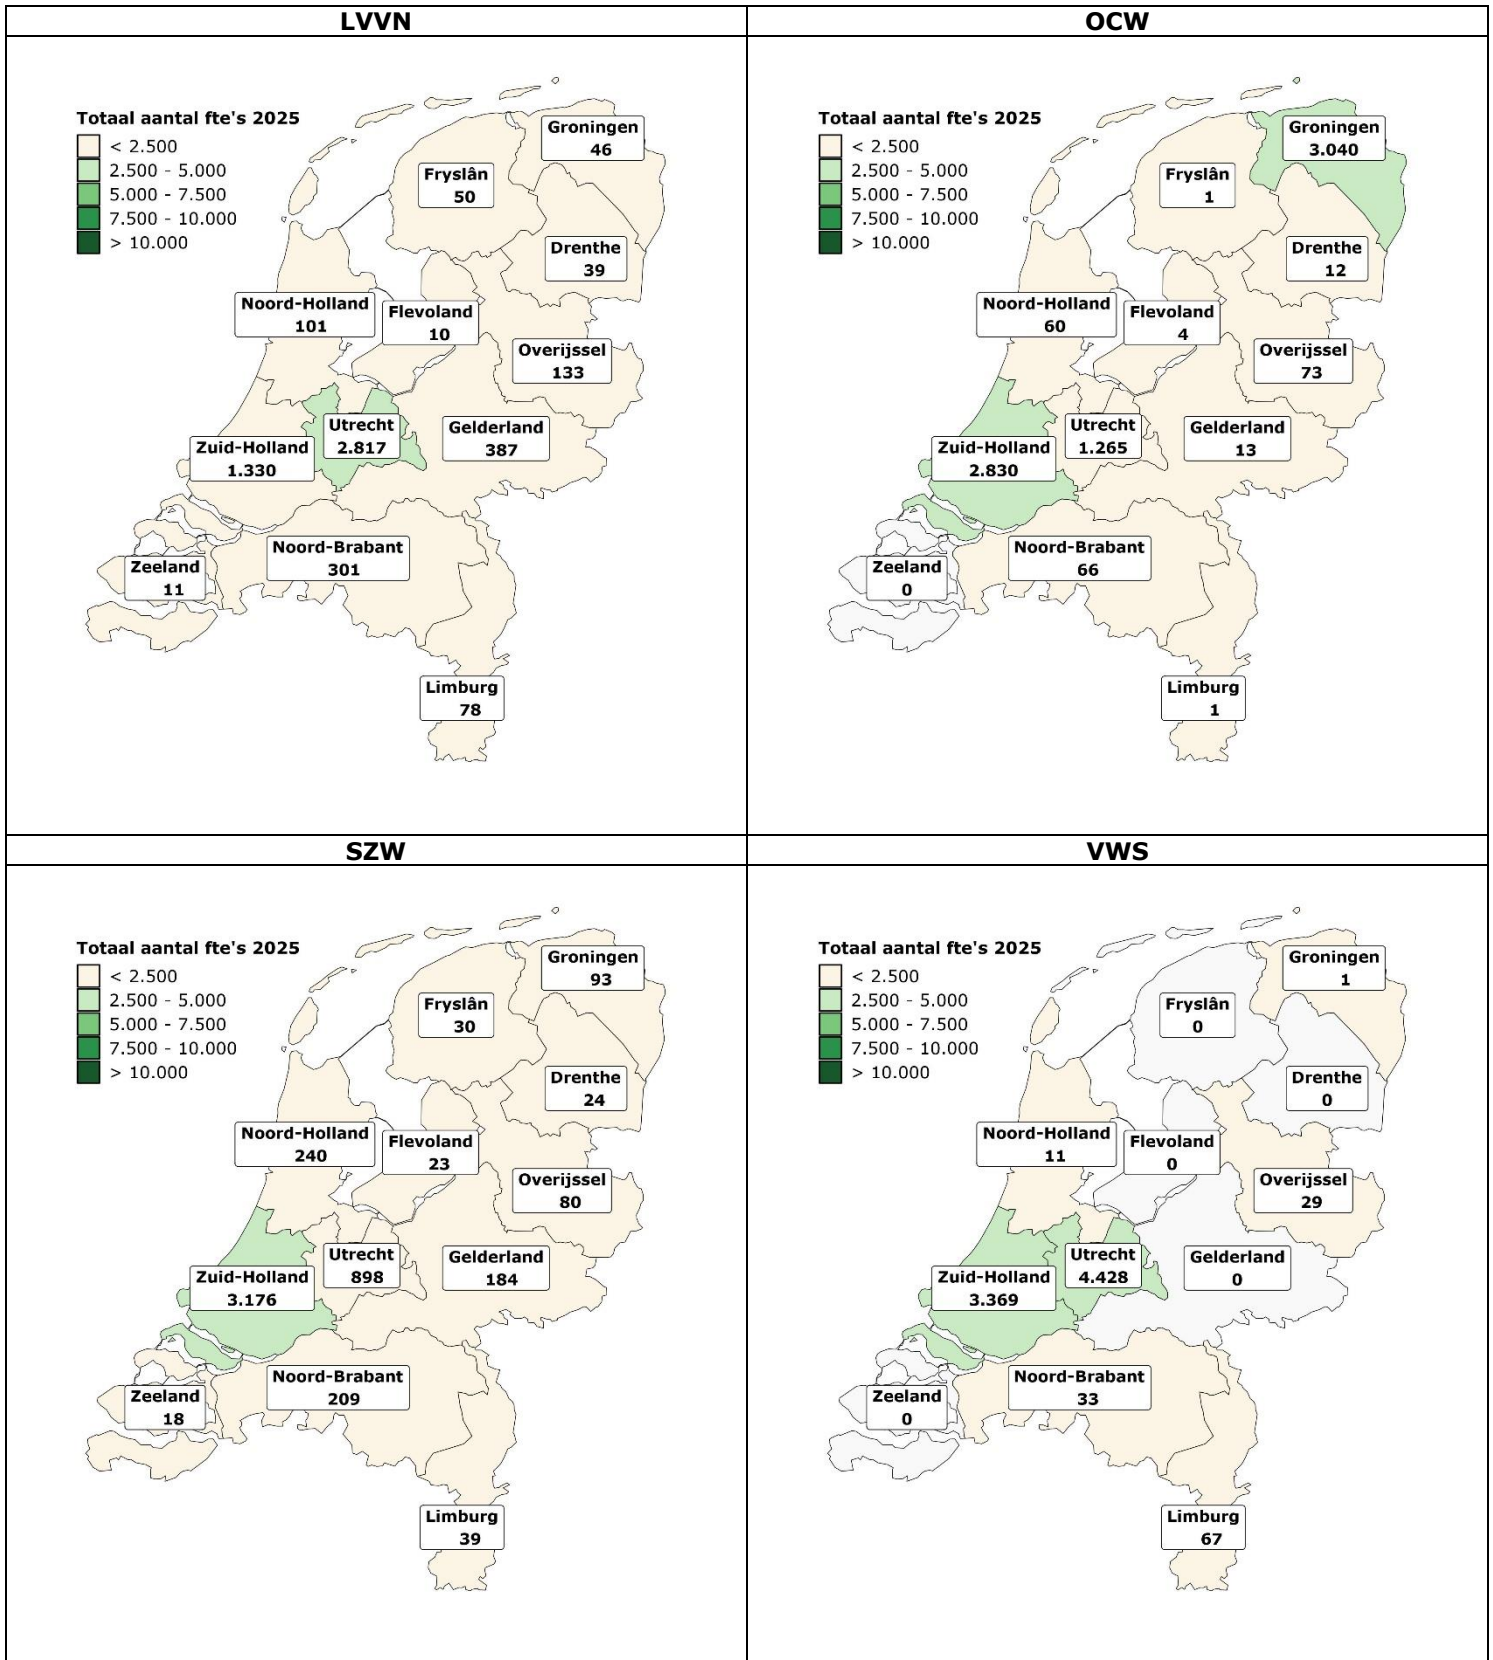 LVVN
Totaal aantal fte's 2025
< 2.500
2.500 - 5.000
5.000 - 7.500
7.500 - 10.000
> 10.000
Groningen
46
Fryslân
50
Drenthe
39
Noord-Holland
101
Flevoland
10
Overijssel
133
Utrecht
2.817
Gelderland
387
Zuid-Holland
1.330
Noord-Brabant
301
Zeeland
11
Limburg
78
OCW
Totaal aantal fte's 2025
< 2.500
2.500 - 5.000
5.000 - 7.500
7.500 - 10.000
> 10.000
Groningen
3.040
Fryslân
1
Drenthe
12
Noord-Holland
60
Flevoland
4
Overijssel
73
Utrecht
1.265
Gelderland
13
Zuid-Holland
2.830
Noord-Brabant
66
Zeeland
0
Limburg
1
SZW
Totaal aantal fte's 2025
< 2.500
2.500 - 5.000
5.000 - 7.500
7.500 - 10.000
> 10.000
Groningen
93
Fryslân
30
Drenthe
24
Noord-Holland
240
Flevoland
23
Overijssel
80
Utrecht
898
Gelderland
184
Zuid-Holland
3.176
Noord-Brabant
209
Zeeland
18
Limburg
39
VWS
Totaal aantal fte's 2025
< 2.500
2.500 - 5.000
5.000 - 7.500
7.500 - 10.000
> 10.000
Groningen
1
Fryslân
0
Drenthe
0
Noord-Holland
11
Flevoland
0
Overijssel
29
Utrecht
4.428
Gelderland
0
Zuid-Holland
3.369
Noord-Brabant
33
Zeeland
0
Limburg
67